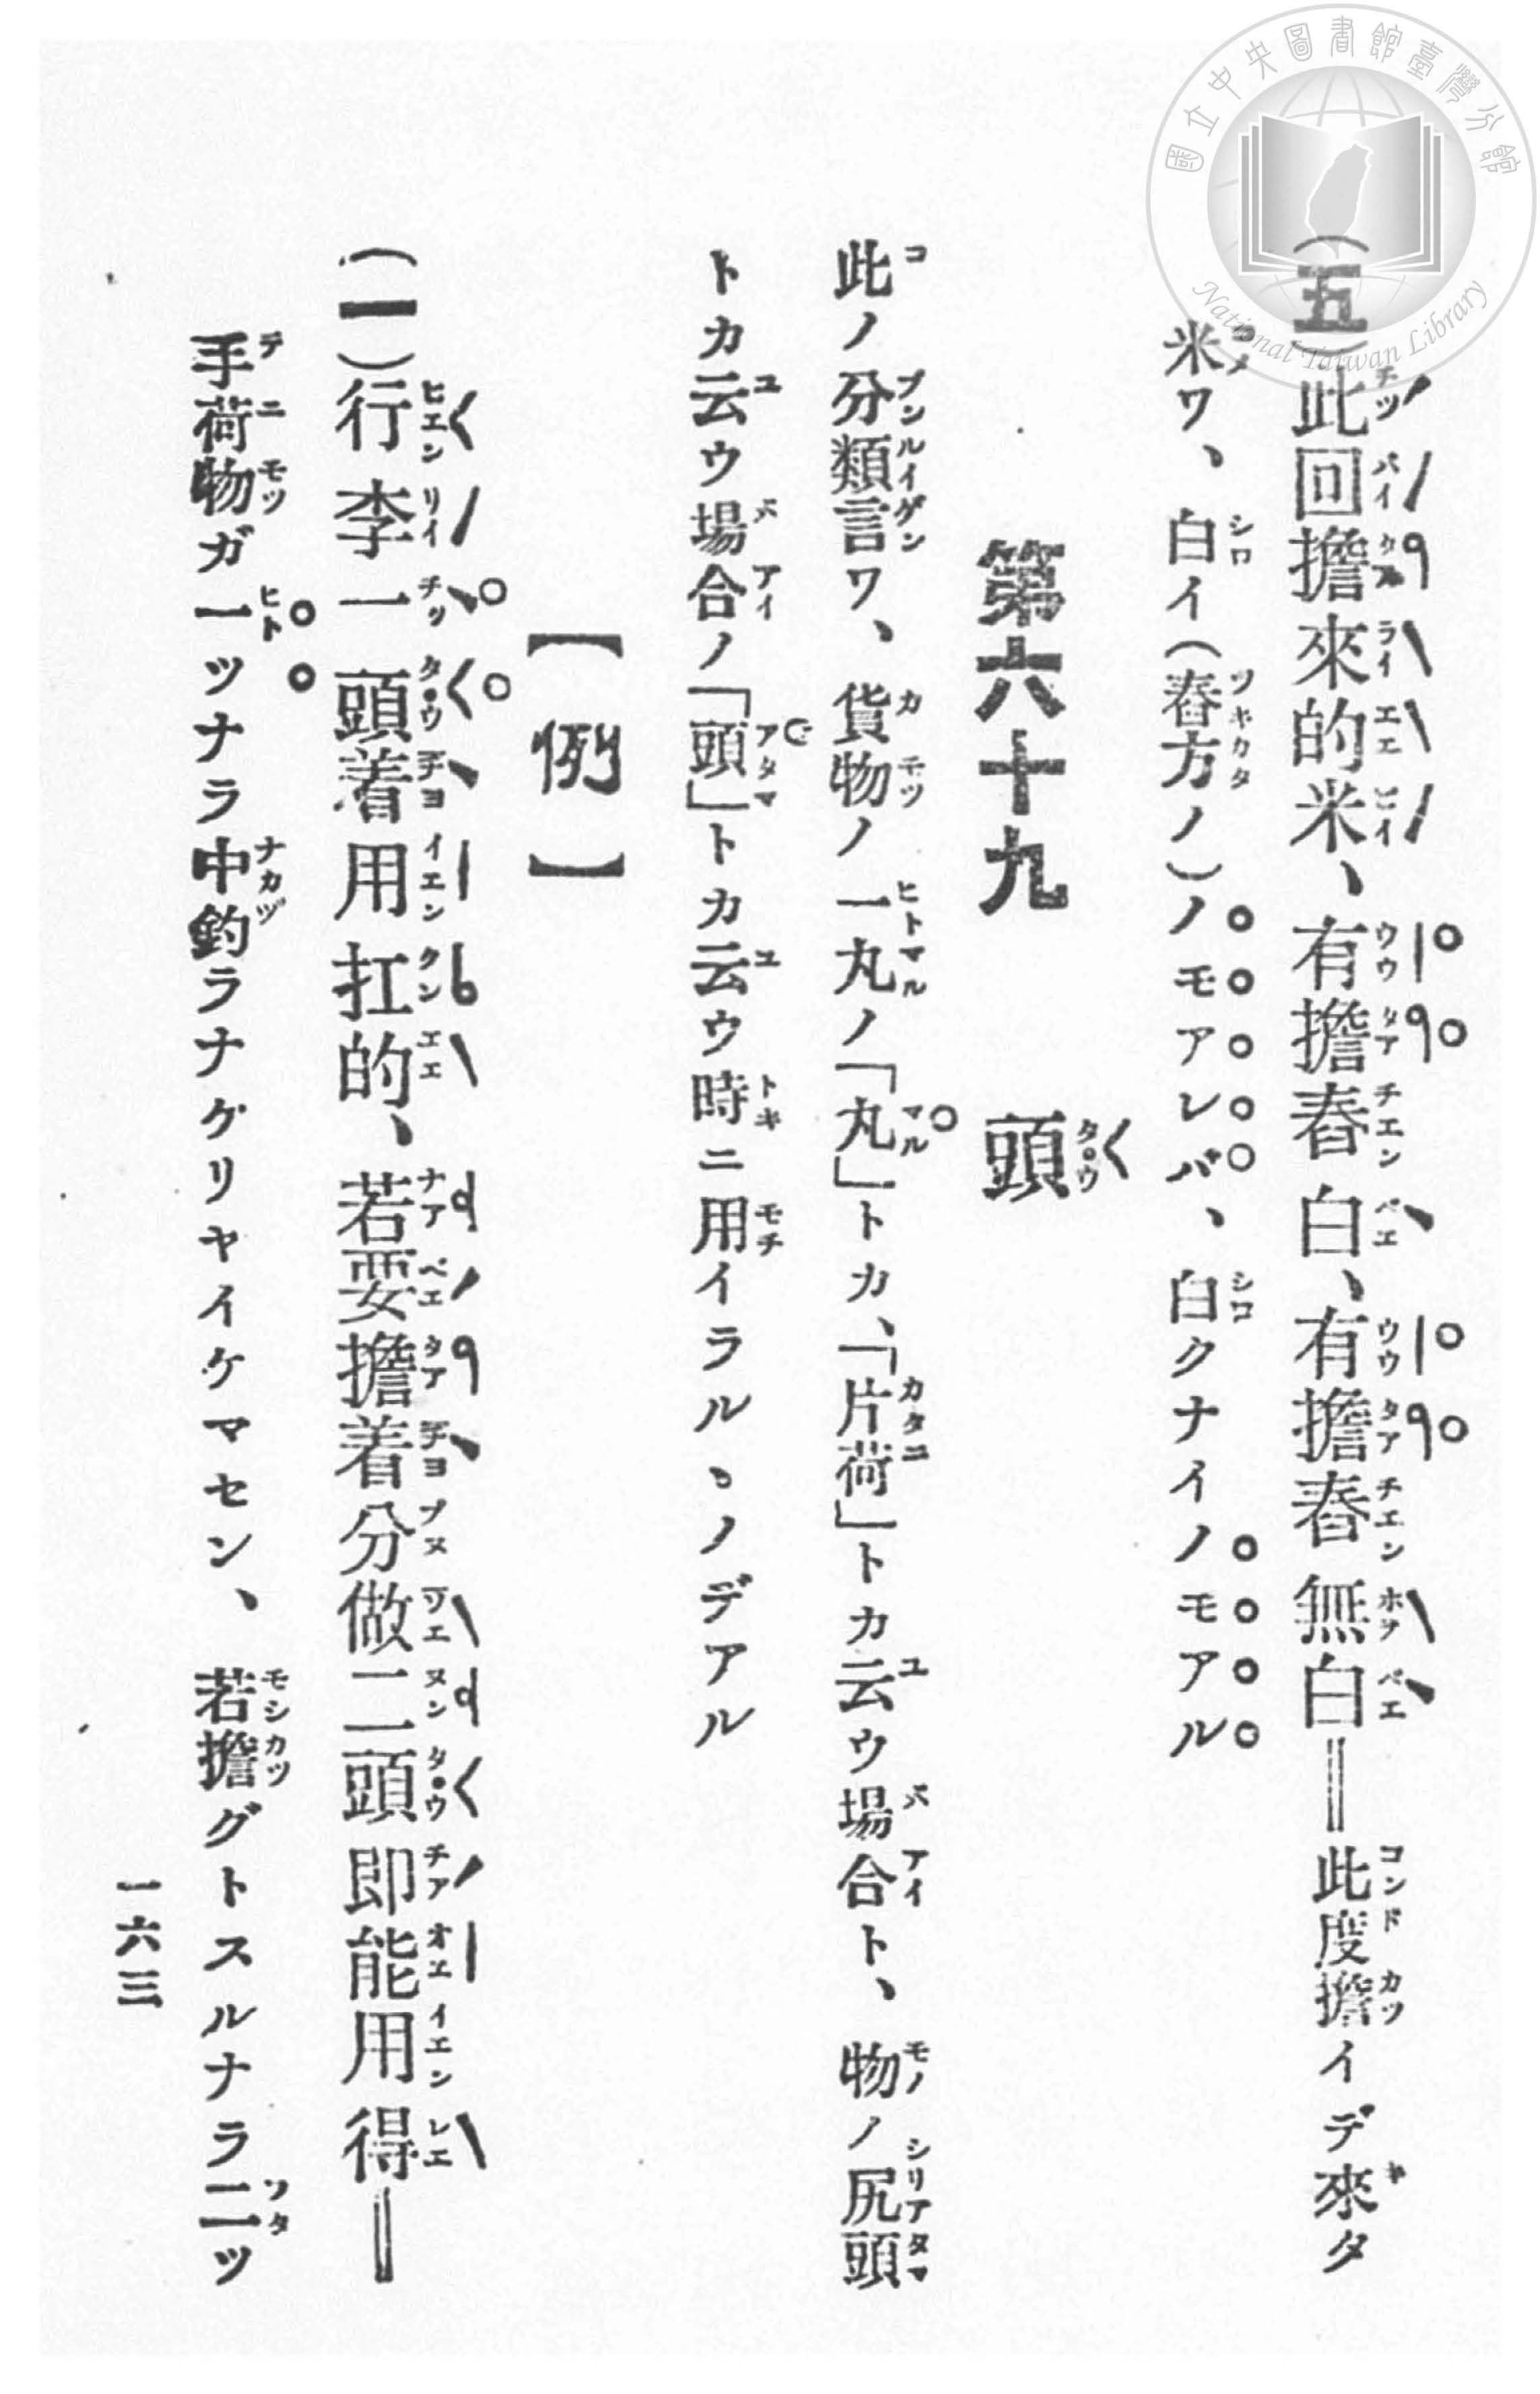 國立中央圖書館臺灣分館
National Taiwan Library
(五)此回擔來的米、有擔舂白、有擔舂無白‖此度擔イデ來タ
米ワ、白イ(舂方ノ)ノモアレバ、白クナイノモアル
第六十九 頭
此ノ分類言ワ、貨物ノ一丸ノ「丸」トカ、「片荷」トカ云ウ場合ト、物ノ尻頭
トカ云ウ場合ノ「頭」トカ云ウ時ニ用イラルヽノデアル
【例】
(一)行李一頭着用扛的、若要擔着分做二頭即能用得‖
手荷物ガ一ツナラ中釣ラナケリヤイケマセン、若擔グトスルナラ二ツ
一六三